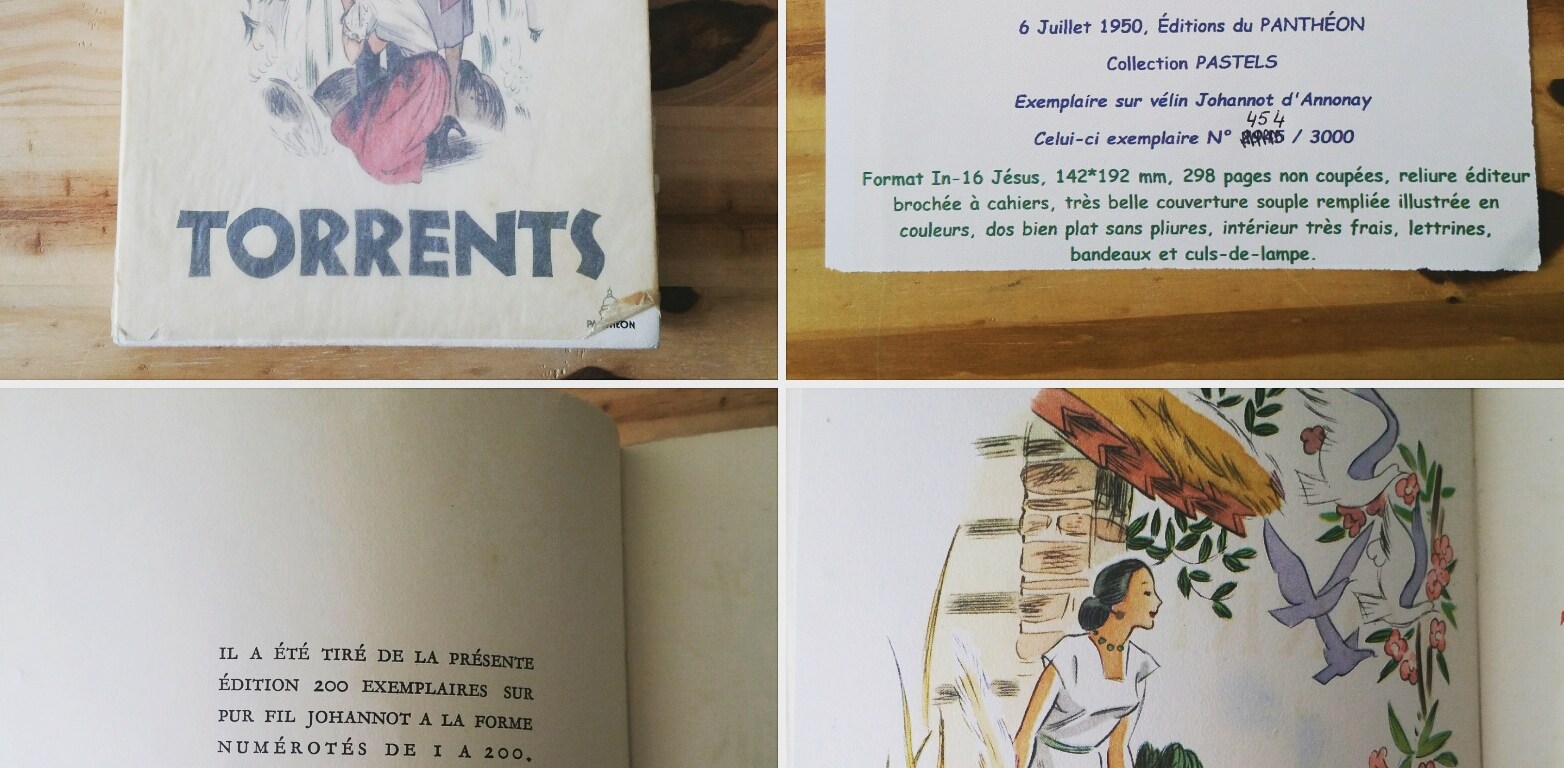 TORRENTS
6 Juillet 1950, Éditions du PANTHÉON
Collection PASTELS
Exemplaire sur vélin Johannot d'Annonay
454
Celui-ci exemplaire N° / 3000
Format In-16 Jésus, 142*192 mm, 298 pages non coupées, reliure éditeur
brochée à cahiers, très belle couverture souple rempliée illustrée en
couleurs, dos bien plat sans pliures, intérieur très frais, lettrines,
bandeaux et culs-de-lampe.
IL A ÉTÉ TIRÉ DE LA PRÉSENTE
ÉDITION 200 EXEMPLAIRES SUR
PUR FIL JOHANNOT A LA FORME
NUMÉROTÉS DE 1 A 200.